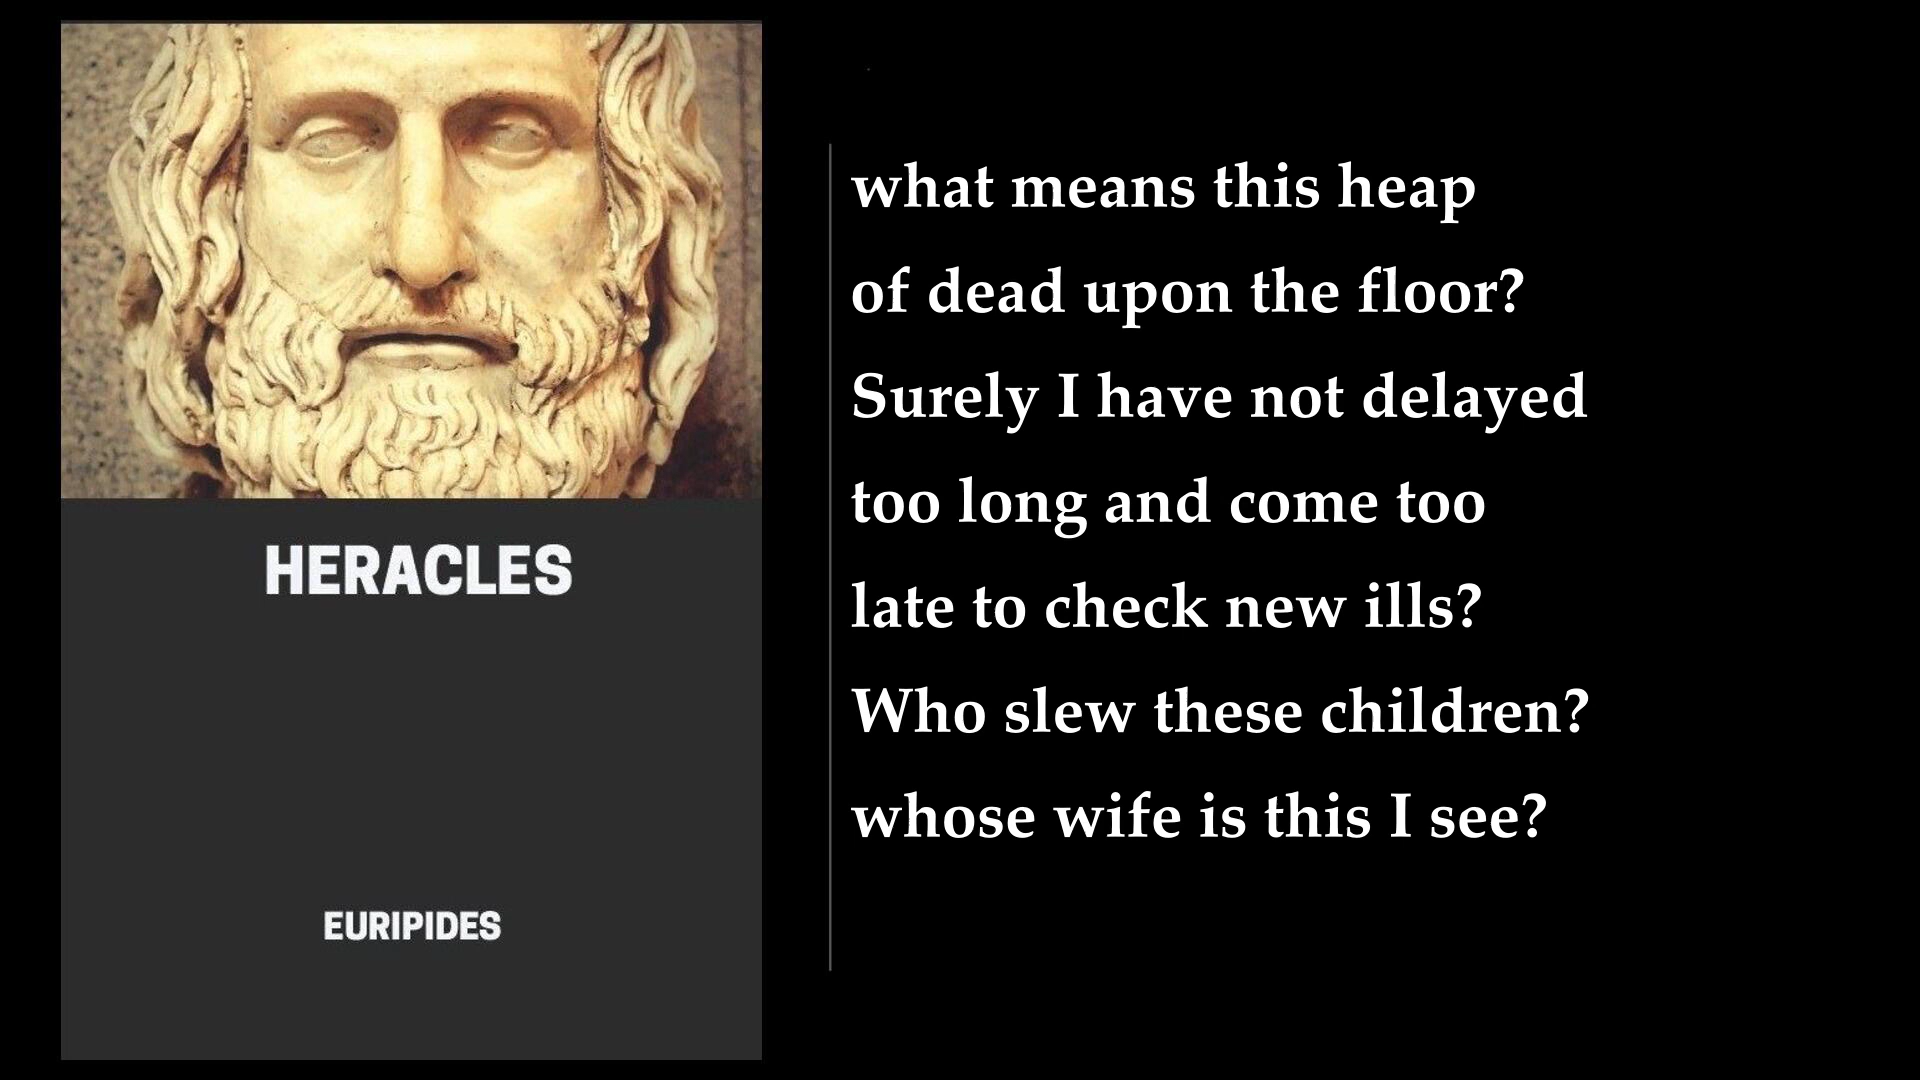 HERACLES
EURIPIDES
what means this heap
of dead upon the floor?
Surely I have not delayed
too long and come too
late to check new ills?
Who slew these children?
whose wife is this I see?